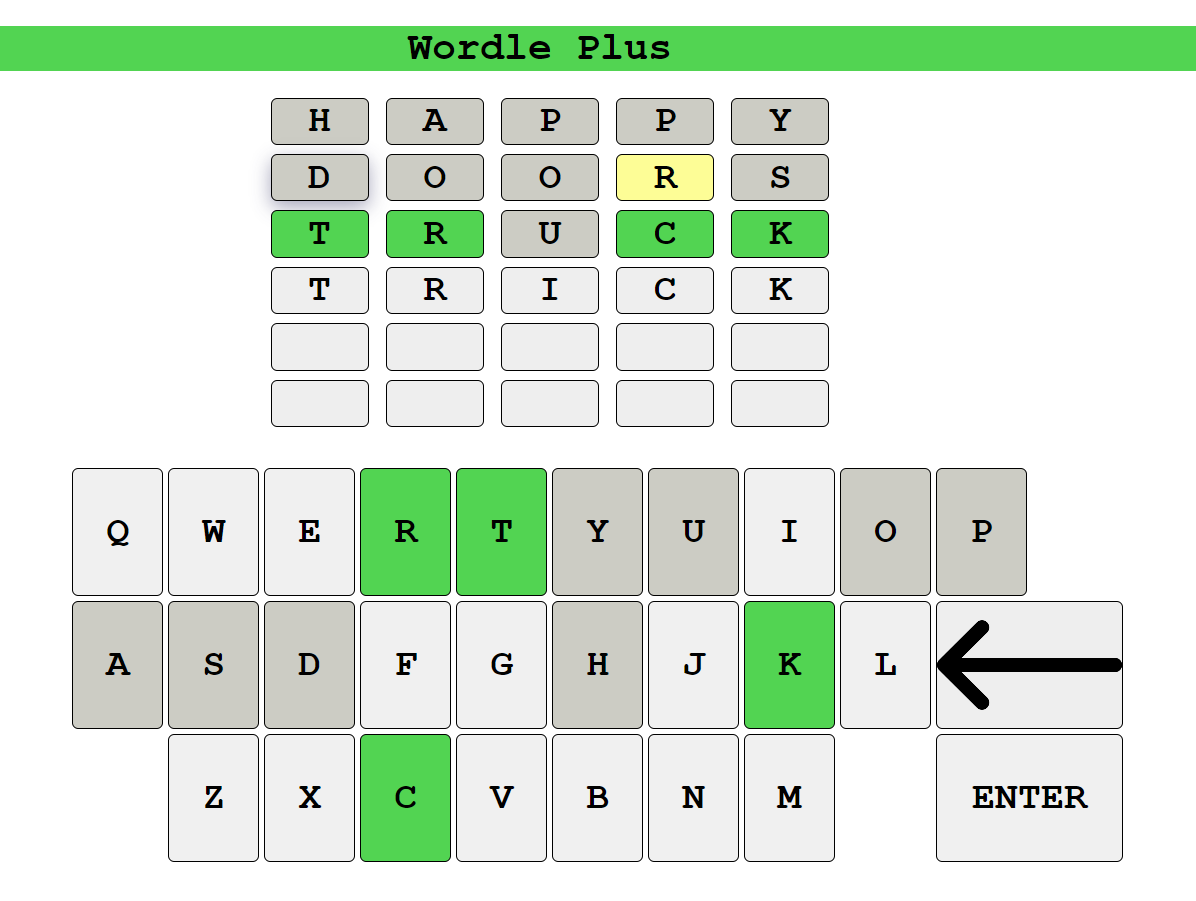 Wordle Plus
H A P P Y
D O O R S
T R U C K
T R I C K
Q W E R T Y U I O P
A S D F G H J K L
Z X C V B N M ENTER